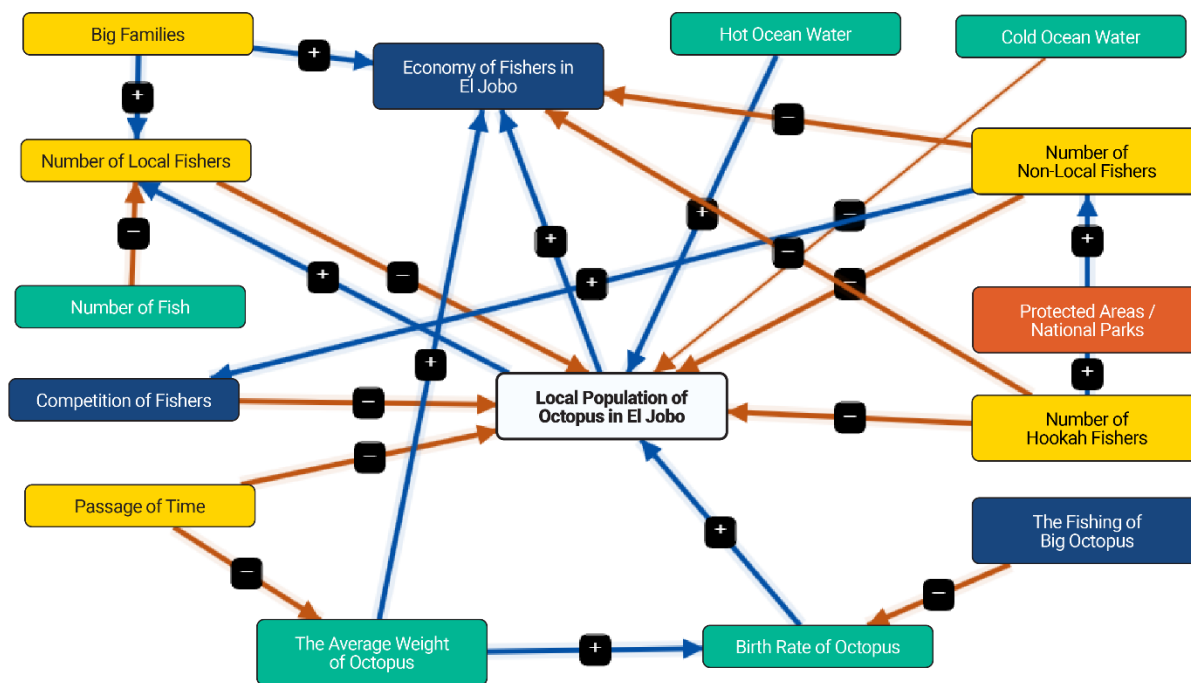 Big Families
+
Economy of Fishers in
El Jobo
Hot Ocean Water
Cold Ocean Water
+
−
Number of Local Fishers
Number of
Non-Local Fishers
−
+
−
+
−
+
+
−
−
+
−
Number of Fish
Protected Areas /
National Parks
+
+
Competition of Fishers
−
Local Population of
Octopus in El Jobo
−
Number of
Hookah Fishers
−
Passage of Time
The Fishing of
Big Octopus
+
−
−
The Average Weight
of Octopus
+
Birth Rate of Octopus